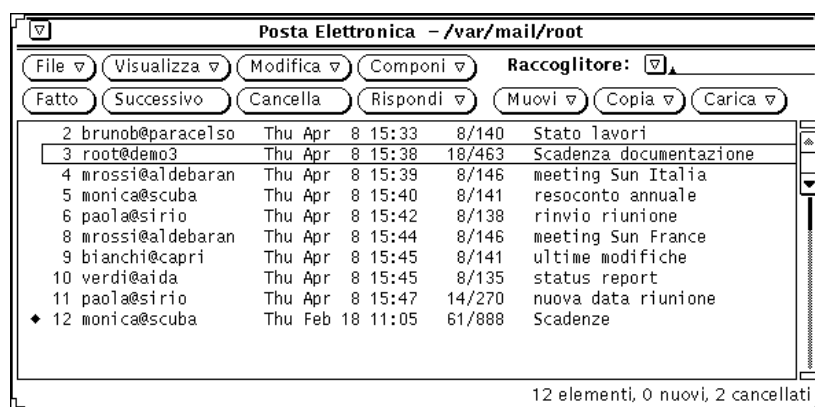 Posta Elettronica - /var/mail/root
File Visualizza Modifica Componi Raccoglitore:
Fatto Successivo Cancella Rispondi Muovi Copia Carica
2 brunob@paracelso Thu Apr 8 15:33 8/140 Stato lavori
3 root@demo3 Thu Apr 8 15:38 18/463 Scadenza documentazione
4 mrossi@aldebaran Thu Apr 8 15:39 8/146 meeting Sun Italia
5 monica@scuba Thu Apr 8 15:40 8/141 resoconto annuale
6 paola@sirio Thu Apr 8 15:42 8/138 rinvio riunione
8 mrossi@aldebaran Thu Apr 8 15:44 8/146 meeting Sun France
9 bianchi@capri Thu Apr 8 15:45 8/141 ultime modifiche
10 verdi@aida Thu Apr 8 15:45 8/135 status report
11 paola@sirio Thu Apr 8 15:47 14/270 nuova data riunione
◆ 12 monica@scuba Thu Feb 18 11:05 61/888 Scadenze
12 elementi, 0 nuovi, 2 cancellati